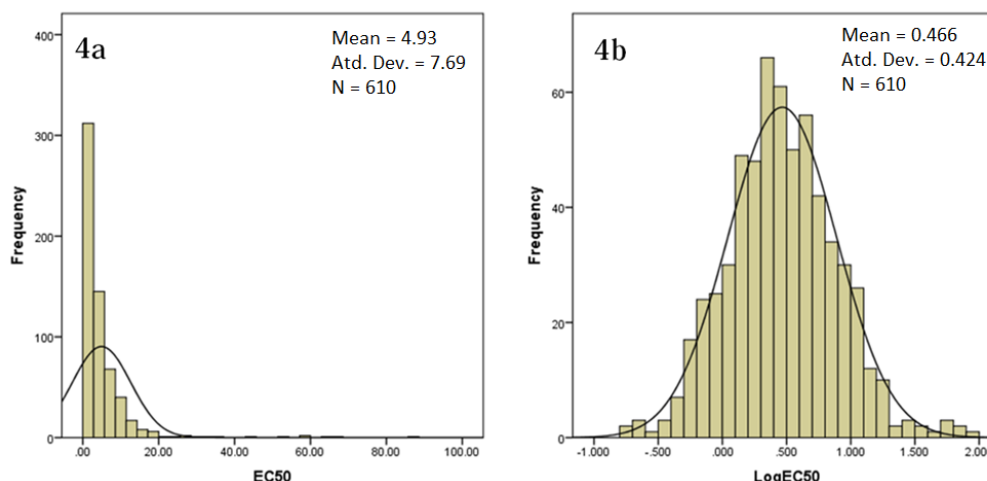 4a
Mean = 4.93
Atd. Dev. = 7.69
N = 610
400
300
200
100
0
Frequency
.00
20.00
40.00
60.00
80.00
100.00
EC50
4b
Mean = 0.466
Atd. Dev. = 0.424
N = 610
60
40
20
0
Frequency
-1.000
-.500
.000
.500
1.000
1.500
2.00
LogEC50